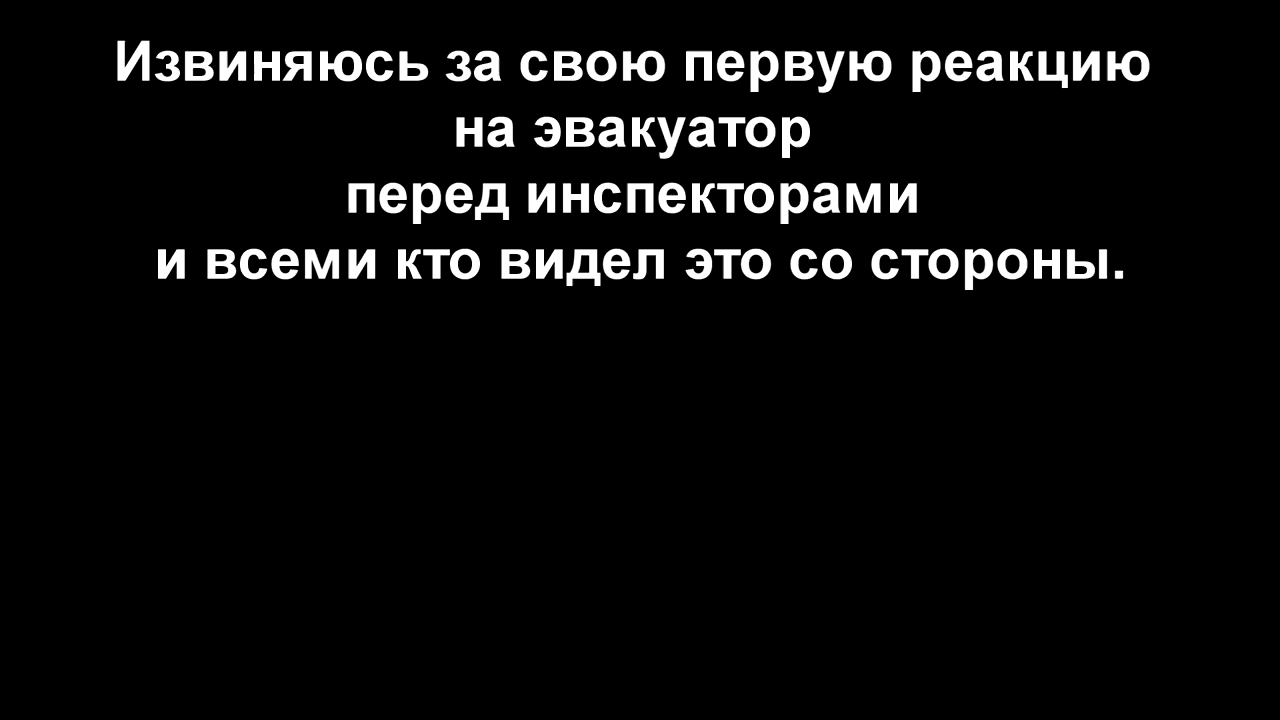 Извиняюсь за свою первую реакцию
на эвакуатор
перед инспекторами
и всеми кто видел это со стороны.